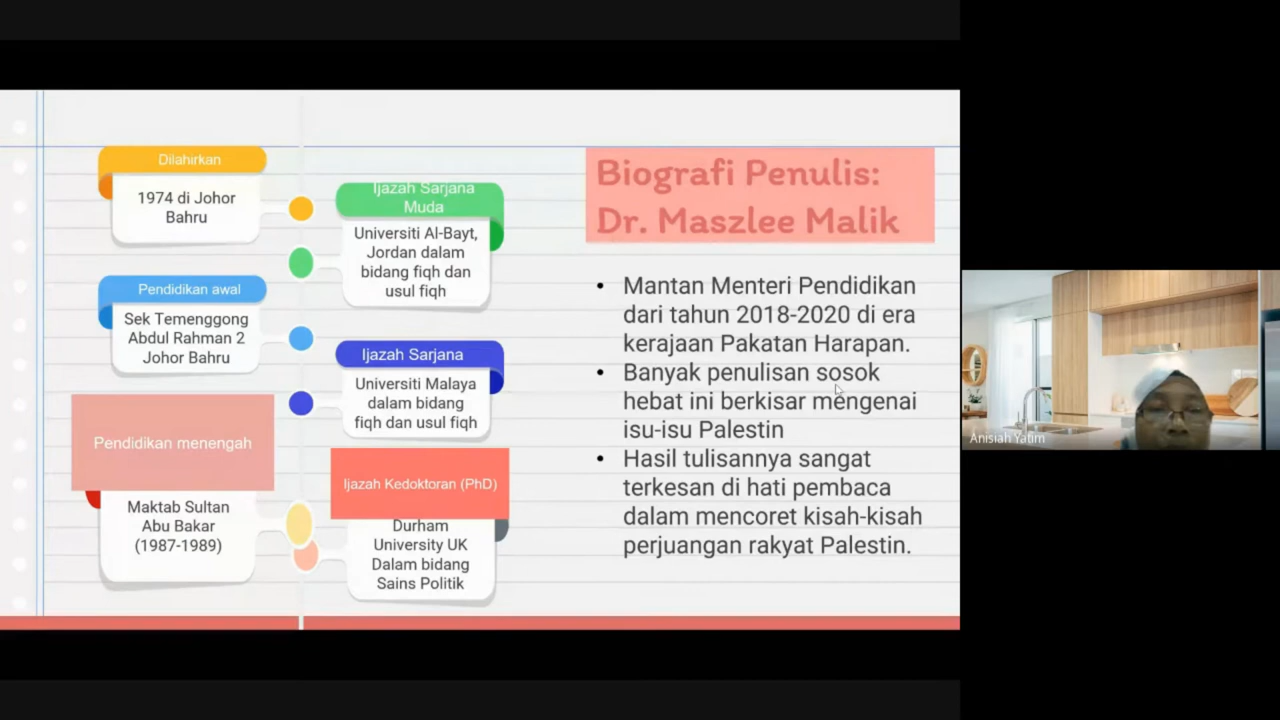 Dilahirkan
1974 di Johor
Bahru
Pendidikan awal
Sek Temenggong
Abdul Rahman 2
Johor Bahru
Pendidikan menengah
Maktab Sultan
Abu Bakar
(1987-1989)
Ijazah Sarjana
Muda
Universiti Al-Bayt,
Jordan dalam
bidang fiqh dan
usul fiqh
Ijazah Sarjana
Universiti Malaya
dalam bidang
fiqh dan usul fiqh
Ijazah Kedoktoran (PhD)
Durham
University UK
Dalam bidang
Sains Politik
Biografi Penulis:
Dr. Maszlee Malik
• Mantan Menteri Pendidikan
dari tahun 2018-2020 di era
kerajaan Pakatan Harapan.
• Banyak penulisan sosok
hebat ini berkisar mengenai
isu-isu Palestin
• Hasil tulisannya sangat
terkesan di hati pembaca
dalam mencoret kisah-kisah
perjuangan rakyat Palestin.
Anisiah Yatim